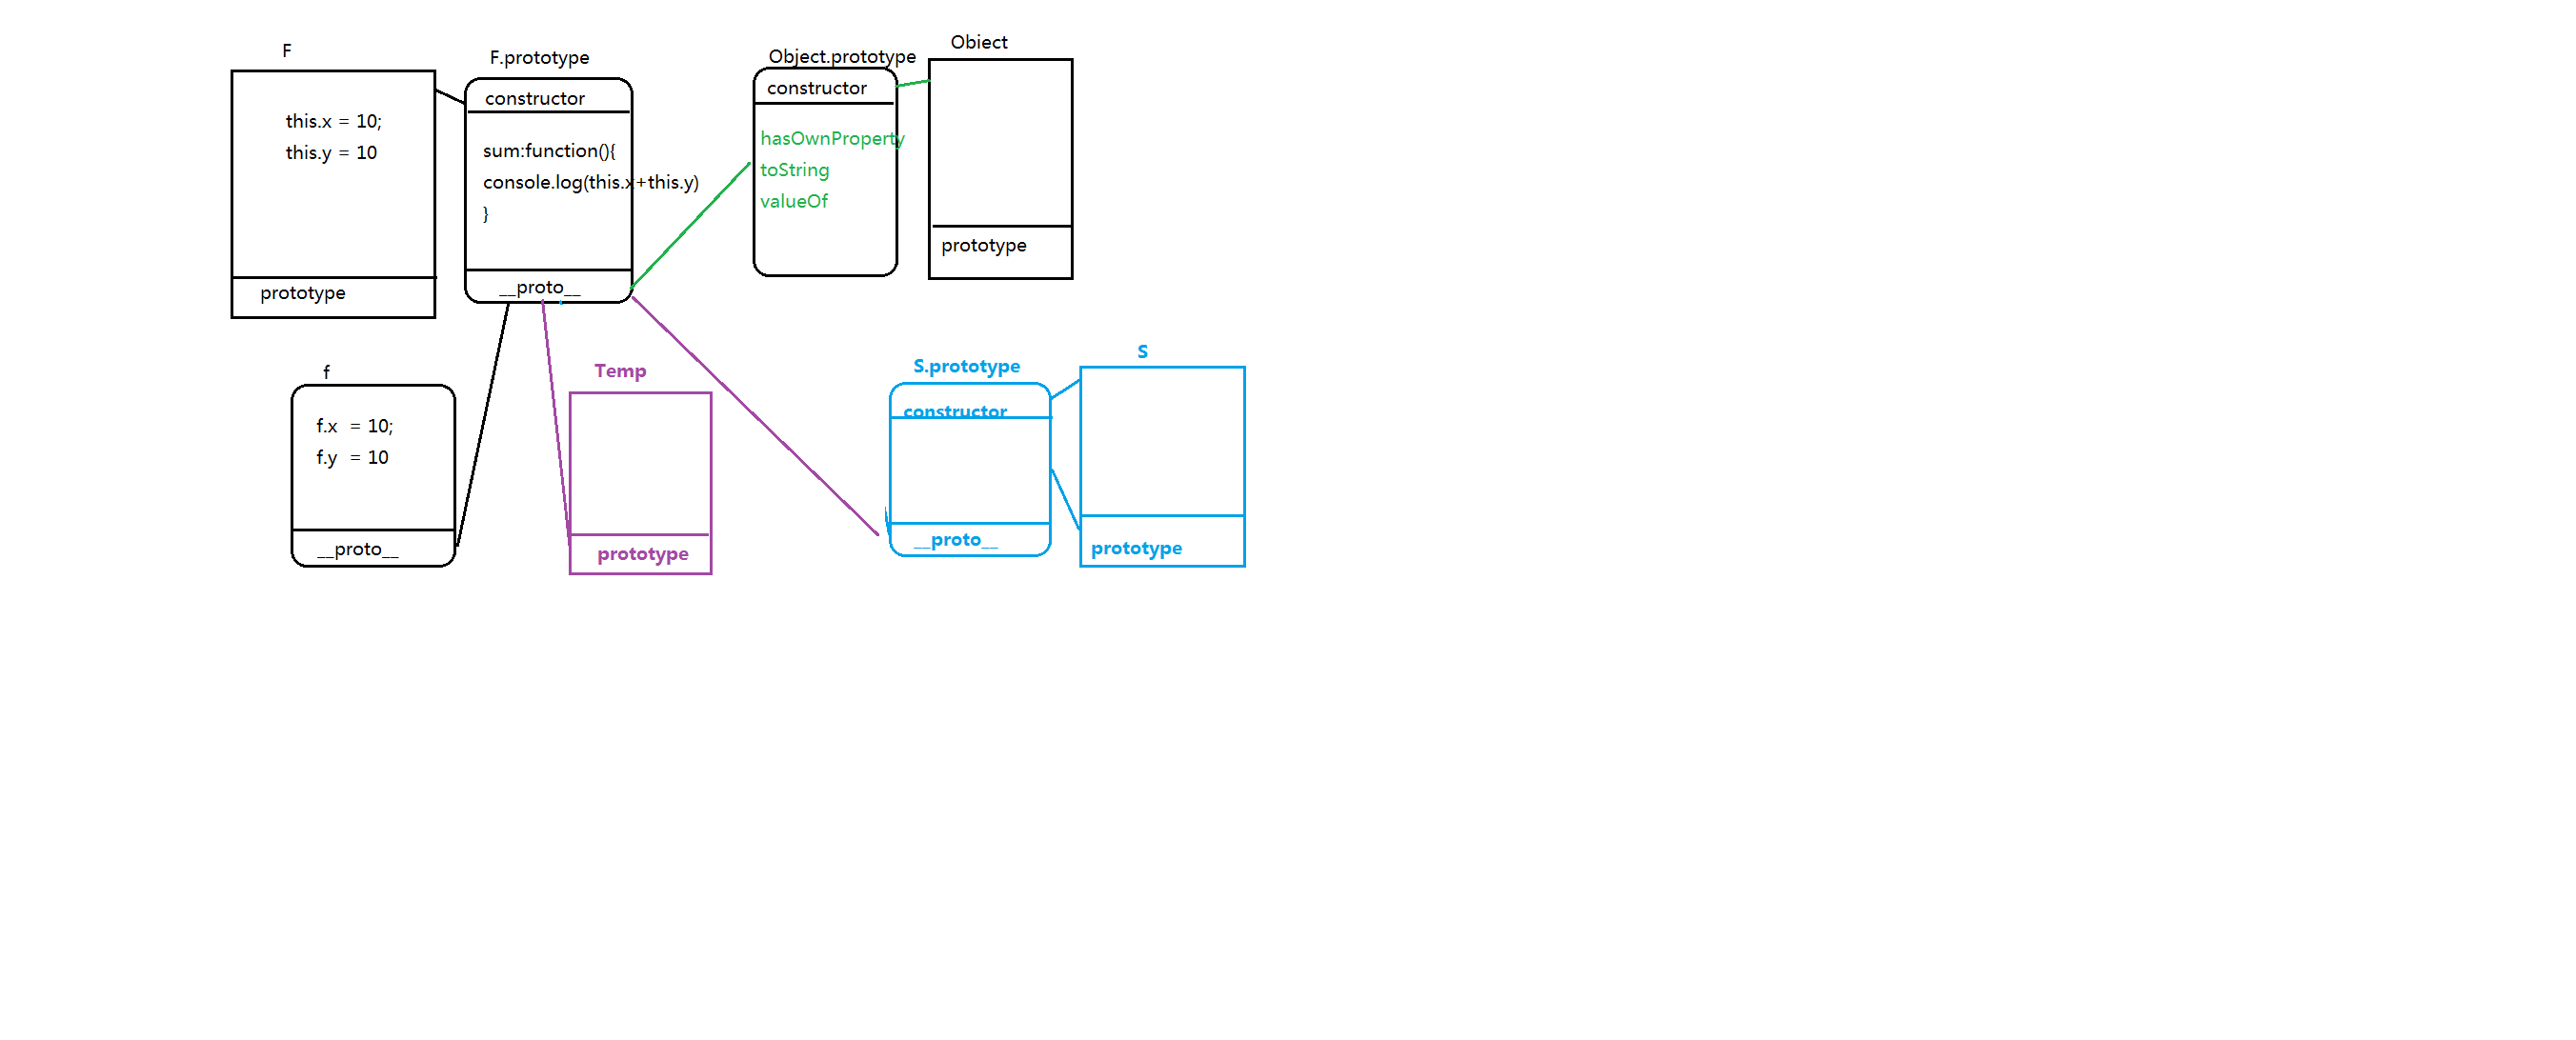 F
this.x = 10;
this.y = 10
prototype
F.prototype
constructor
sum:function(){
console.log(this.x+this.y)
}
__proto__
Object.prototype
constructor
hasOwnProperty
toString
valueOf
Obiect
prototype
f
f.x = 10;
f.y = 10
__proto__
Temp
prototype
S.prototype
constructor
__proto__
S
prototype